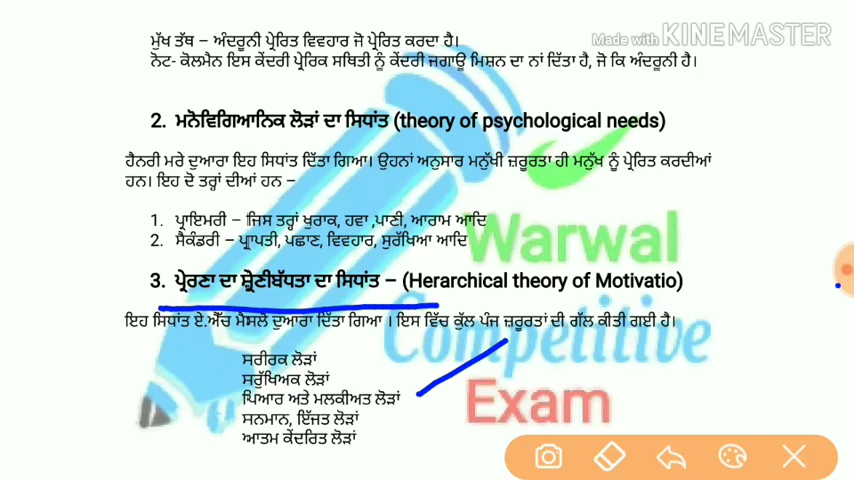 ਮੁੱਖ ਤੱਥ – ਅੰਦਰੂਨੀ ਪ੍ਰੇਰਿਤ ਵਿਵਹਾਰ ਜੋ ਪ੍ਰੇਰਿਤ ਕਰਦਾ ਹੈ।
Made with KINEMASTER
ਨੋਟ- ਕੋਲਮੈਨ ਇਸ ਕੇਂਦਰੀ ਪ੍ਰੇਰਿਕ ਸਥਿਤੀ ਨੂੰ ਕੇਂਦਰੀ ਜਗਾਊ ਮਿਸ਼ਨ ਦਾ ਨਾਂ ਦਿੱਤਾ ਹੈ, ਜੋ ਕਿ ਅੰਦਰੂਨੀ ਹੈ।
2. ਮਨੋਵਿਗਿਆਨਿਕ ਲੋੜਾਂ ਦਾ ਸਿਧਾਂਤ (theory of psychological needs)
ਹੈਨਰੀ ਮਰੇ ਦੁਆਰਾ ਇਹ ਸਿਧਾਂਤ ਦਿੱਤਾ ਗਿਆ। ਉਹਨਾਂ ਅਨੁਸਾਰ ਮਨੁੱਖੀ ਜ਼ਰੂਰਤਾ ਹੀ ਮਨੁੱਖ ਨੂੰ ਪ੍ਰੇਰਿਤ ਕਰਦੀਆਂ
ਹਨ। ਇਹ ਦੋ ਤਰ੍ਹਾਂ ਦੀਆਂ ਹਨ –
1. ਪ੍ਰਾਇਮਰੀ – ਜਿਸ ਤਰ੍ਹਾਂ ਖੁਰਾਕ, ਹਵਾ ,ਪਾਣੀ, ਆਰਾਮ ਆਦਿ
2. ਸੈਕੰਡਰੀ – ਪ੍ਰਾਪਤੀ, ਪਛਾਣ, ਵਿਵਹਾਰ, ਸੁਰੱਖਿਆ ਆਦਿ
Warwal
3. ਪ੍ਰੇਰਣਾ ਦਾ ਸ਼੍ਰੇਣੀਬੱਧਤਾ ਦਾ ਸਿਧਾਂਤ – (Herarchical theory of Motivatio)
ਇਹ ਸਿਧਾਂਤ ਏ.ਐੱਚ ਮੈਸਲੋ ਦੁਆਰਾ ਦਿੱਤਾ ਗਿਆ । ਇਸ ਵਿੱਚ ਕੁੱਲ ਪੰਜ ਜ਼ਰੂਰਤਾਂ ਦੀ ਗੱਲ ਕੀਤੀ ਗਈ ਹੈ।
Competitive
ਸਰੀਰਕ ਲੋੜਾਂ
ਸਰੁੱਖਿਅਕ ਲੋੜਾਂ
ਪਿਆਰ ਅਤੇ ਮਲਕੀਅਤ ਲੋੜਾਂ
Exam
ਸਨਮਾਨ, ਇੱਜਤ ਲੋੜਾਂ
ਆਤਮ ਕੇਂਦਰਿਤ ਲੋੜਾਂ